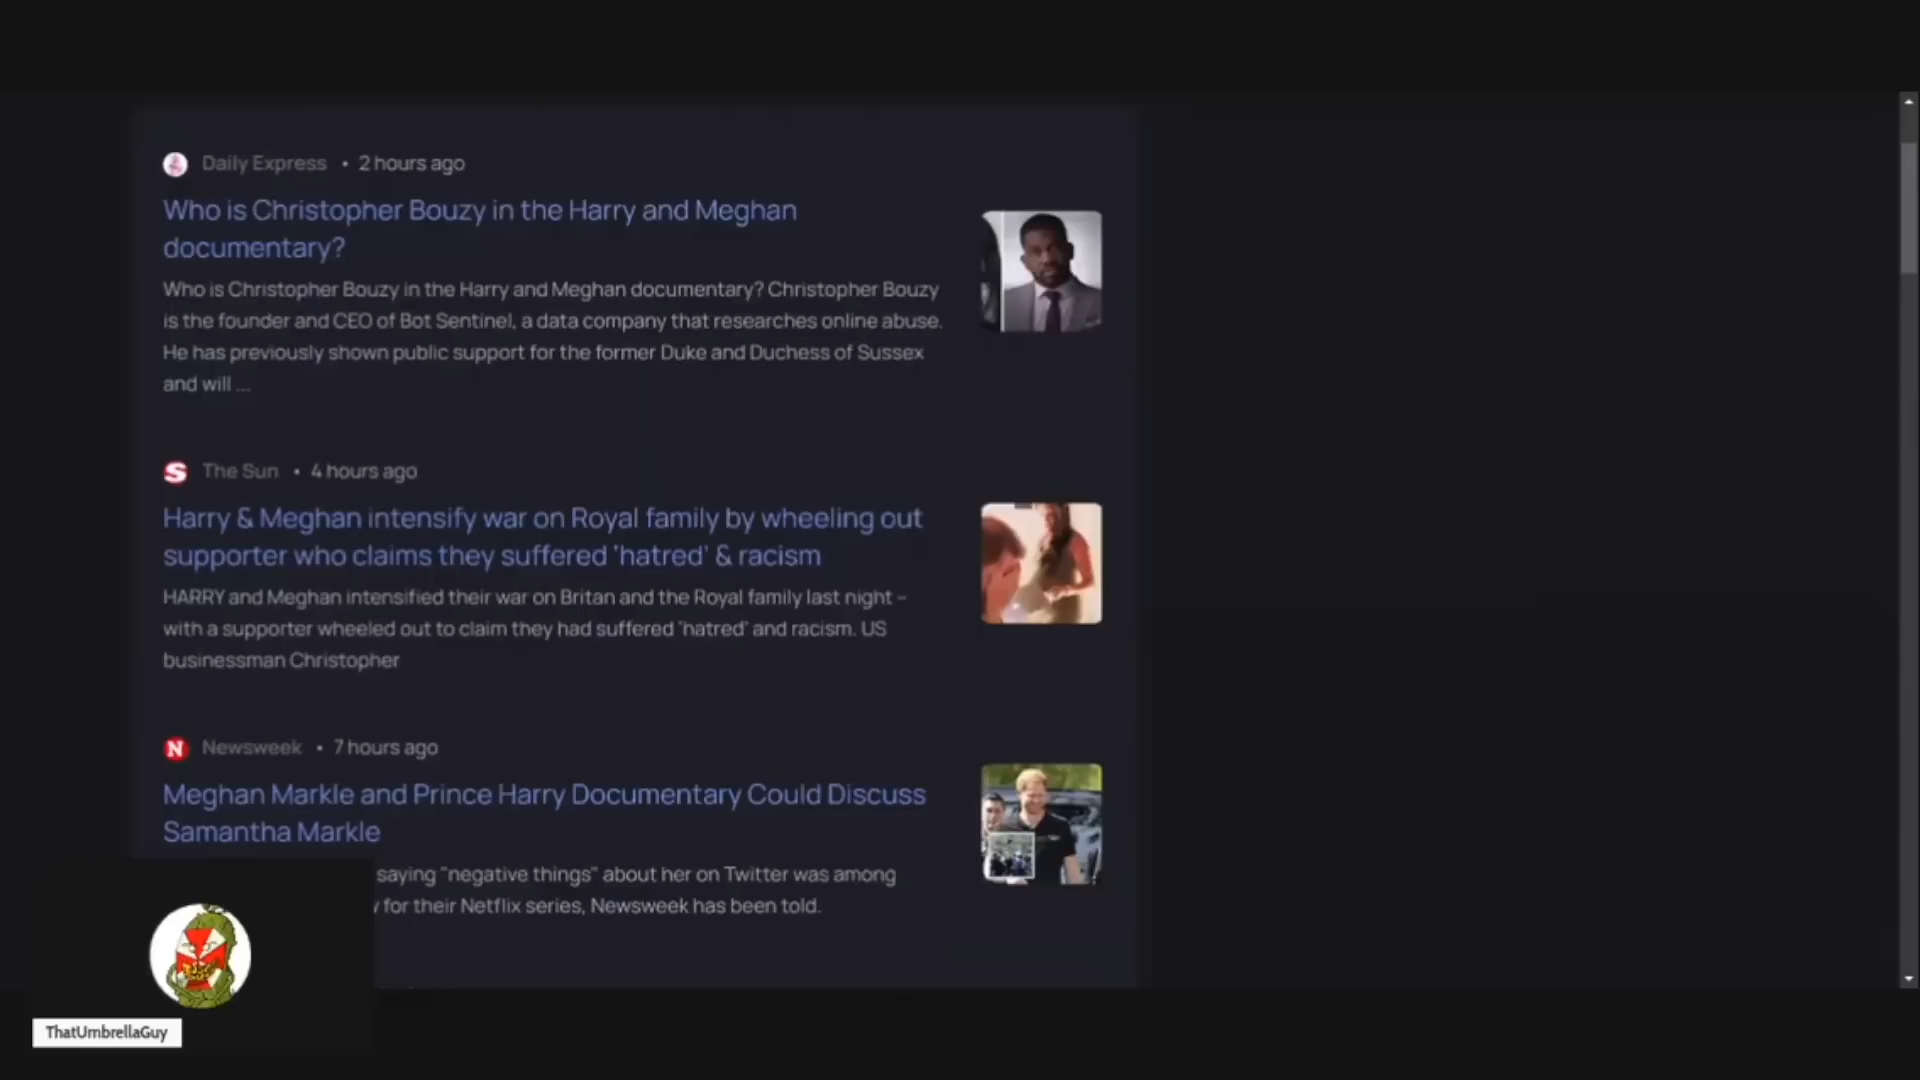 Daily Express • 2 hours ago
Who is Christopher Bouzy in the Harry and Meghan
documentary?
Who is Christopher Bouzy in the Harry and Meghan documentary? Christopher Bouzy
is the founder and CEO of Bot Sentinel, a data company that researches online abuse.
He has previously shown public support for the former Duke and Duchess of Sussex
and will ...
S The Sun • 4 hours ago
Harry & Meghan intensify war on Royal family by wheeling out
supporter who claims they suffered 'hatred' & racism
HARRY and Meghan intensified their war on Britan and the Royal family last night –
with a supporter wheeled out to claim they had suffered 'hatred' and racism. US
businessman Christopher
N Newsweek • 7 hours ago
Meghan Markle and Prince Harry Documentary Could Discuss
Samantha Markle
saying "negative things" about her on Twitter was among
for their Netflix series, Newsweek has been told.
ThatUmbrellaGuy